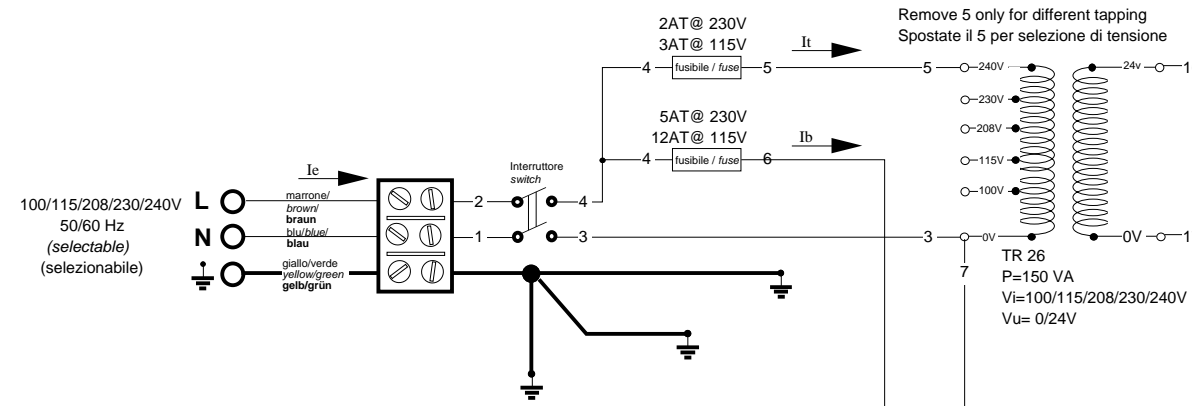 Remove 5 only for different tapping
Spostate il 5 per selezione di tensione
2AT@ 230V
3AT@ 115V
It
4
fusibile / fuse
5
5
240V
24v
1
230V
208V
115V
100V
5AT@ 230V
12AT@ 115V
Ib
4
fusibile / fuse
6
100/115/208/230/240V
50/60 Hz
(selectable)
(selezionabile)
Ie
L
marrone/
brown/
braun
N
blu/blue/
blau
giallo/verde
yellow/green
gelb/grün
Interruttore
switch
2
4
1
3
3
0V
0V
1
7
TR 26
P=150 VA
Vi=100/115/208/230/240V
Vu= 0/24V